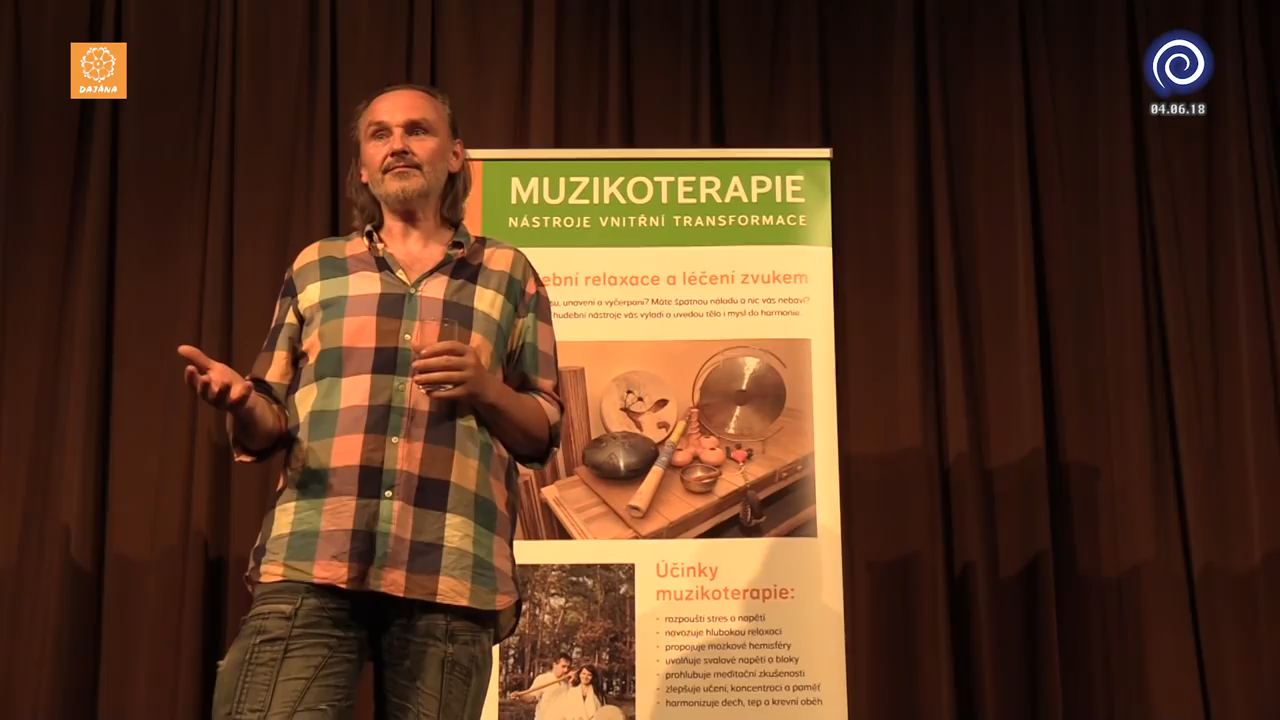 DAJÁNA
04.06.18
MUZIKOTERAPIE
NÁSTROJE VNITŘNÍ TRANSFORMACE
ební relaxace a léčení zvukem
su, unaveni a vyčerpaní? Máte špatnou náladu a nic vás nebaví?
hudební nástroje vás vyladí a uvedou tělo i mysl do harmonie.
Účinky
muzikoterapie:
- rozpouští stres a napětí
- navozuje hlubokou relaxaci
- propojuje mozkové hemisféry
- uvolňuje svalové napětí a bloky
- prohlubuje meditační zkušenosti
- zlepšuje učení, koncentraci a paměť
- harmonizuje dech, tep a krevní oběh